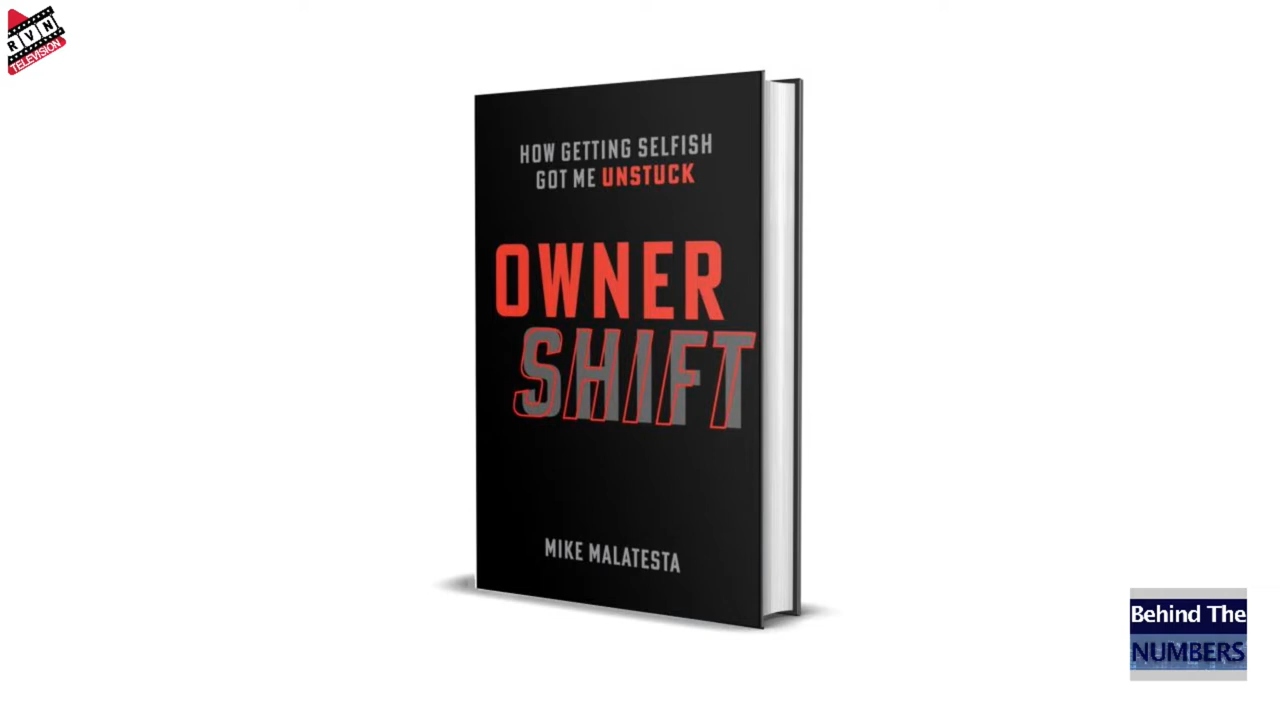 RVN
TELEVISION
HOW GETTING SELFISH
GOT ME UNSTUCK
OWNER
SHIFT
MIKE MALATESTA
Behind The
NUMBERS